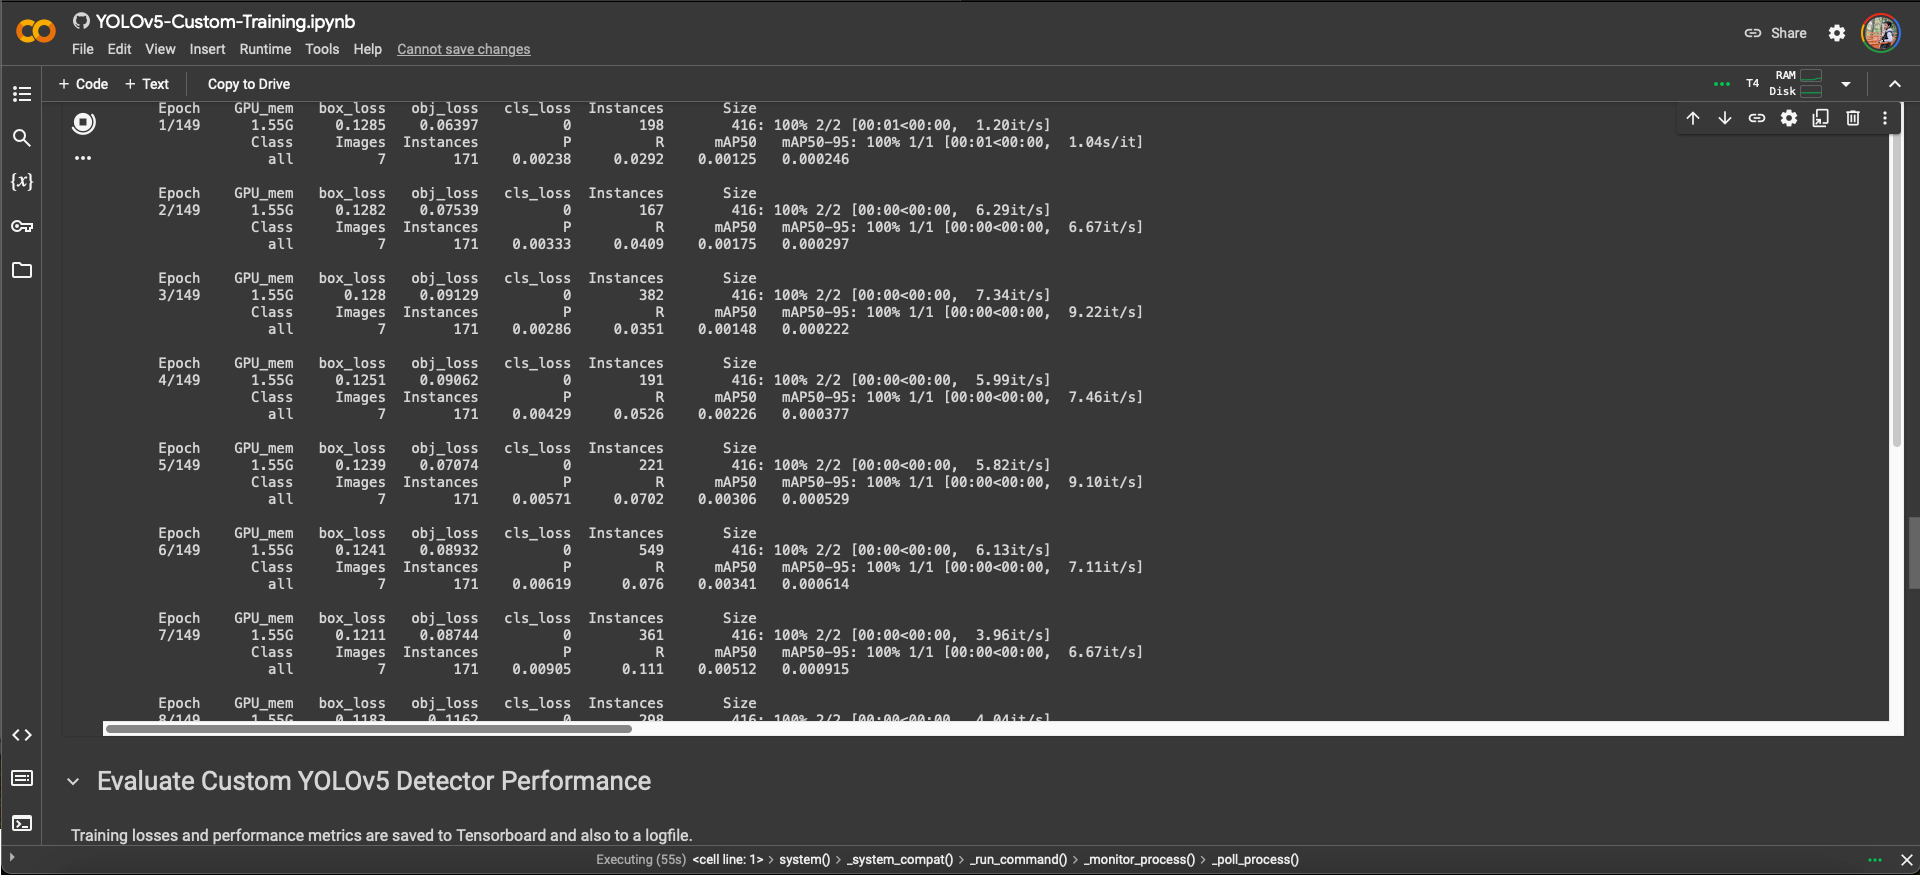 YOLOv5-Custom-Training.ipynb
File Edit View Insert Runtime Tools Help Cannot save changes
Share
+ Code + Text Copy to Drive
T4 RAM Disk
Epoch GPU_mem box_loss obj_loss cls_loss Instances Size
1/149 1.55G 0.1285 0.06397 0 198 416: 100% 2/2 [00:01<00:00, 1.20it/s]
Class Images Instances P R mAP50 mAP50-95: 100% 1/1 [00:01<00:00, 1.04s/it]
all 7 171 0.00238 0.0292 0.00125 0.000246
Epoch GPU_mem box_loss obj_loss cls_loss Instances Size
2/149 1.55G 0.1282 0.07539 0 167 416: 100% 2/2 [00:00<00:00, 6.29it/s]
Class Images Instances P R mAP50 mAP50-95: 100% 1/1 [00:00<00:00, 6.67it/s]
all 7 171 0.00333 0.0409 0.00175 0.000297
Epoch GPU_mem box_loss obj_loss cls_loss Instances Size
3/149 1.55G 0.128 0.09129 0 382 416: 100% 2/2 [00:00<00:00, 7.34it/s]
Class Images Instances P R mAP50 mAP50-95: 100% 1/1 [00:00<00:00, 9.22it/s]
all 7 171 0.00286 0.0351 0.00148 0.000222
Epoch GPU_mem box_loss obj_loss cls_loss Instances Size
4/149 1.55G 0.1251 0.09062 0 191 416: 100% 2/2 [00:00<00:00, 5.99it/s]
Class Images Instances P R mAP50 mAP50-95: 100% 1/1 [00:00<00:00, 7.46it/s]
all 7 171 0.00429 0.0526 0.00226 0.000377
Epoch GPU_mem box_loss obj_loss cls_loss Instances Size
5/149 1.55G 0.1239 0.07074 0 221 416: 100% 2/2 [00:00<00:00, 5.82it/s]
Class Images Instances P R mAP50 mAP50-95: 100% 1/1 [00:00<00:00, 9.10it/s]
all 7 171 0.00571 0.0702 0.00306 0.000529
Epoch GPU_mem box_loss obj_loss cls_loss Instances Size
6/149 1.55G 0.1241 0.08932 0 549 416: 100% 2/2 [00:00<00:00, 6.13it/s]
Class Images Instances P R mAP50 mAP50-95: 100% 1/1 [00:00<00:00, 7.11it/s]
all 7 171 0.00619 0.076 0.00341 0.000614
Epoch GPU_mem box_loss obj_loss cls_loss Instances Size
7/149 1.55G 0.1211 0.08744 0 361 416: 100% 2/2 [00:00<00:00, 3.96it/s]
Class Images Instances P R mAP50 mAP50-95: 100% 1/1 [00:00<00:00, 6.67it/s]
all 7 171 0.00905 0.111 0.00512 0.000915
Epoch GPU_mem box_loss obj_loss cls_loss Instances Size
8/149 1.55G 0.1183 0.1162 0 298 416: 100% 2/2 [00:00<00:00, 4.04it/s]
Evaluate Custom YOLOv5 Detector Performance
Training losses and performance metrics are saved to Tensorboard and also to a logfile.
Executing (55s) <cell line: 1> > system() > _system_compat() > _run_command() > _monitor_process() > _poll_process()